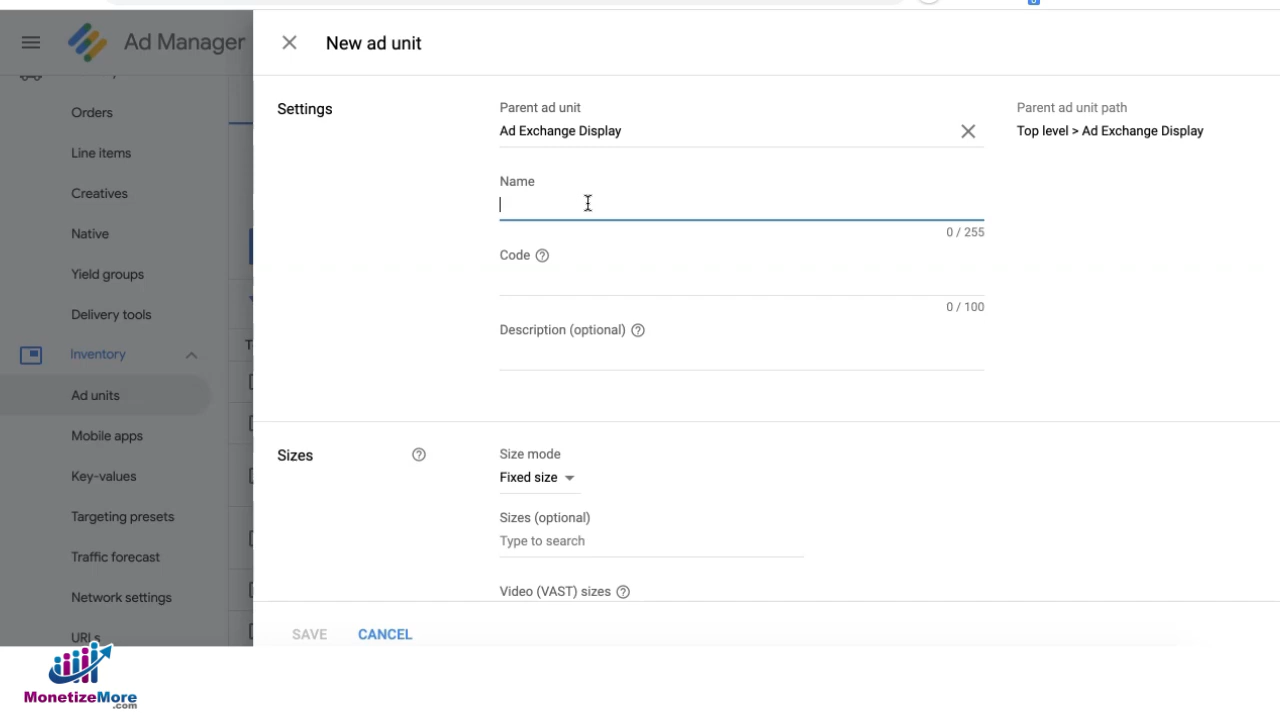 Ad Manager
Orders
Line items
Creatives
Native
Yield groups
Delivery tools
Inventory
Ad units
Mobile apps
Key-values
Targeting presets
Traffic forecast
Network settings
URLs
New ad unit
Settings
Parent ad unit
Ad Exchange Display
Parent ad unit path
Top level > Ad Exchange Display
Name
0 / 255
Code
0 / 100
Description (optional)
Sizes
Size mode
Fixed size
Sizes (optional)
Type to search
Video (VAST) sizes
SAVE
CANCEL
MonetizeMore
.com